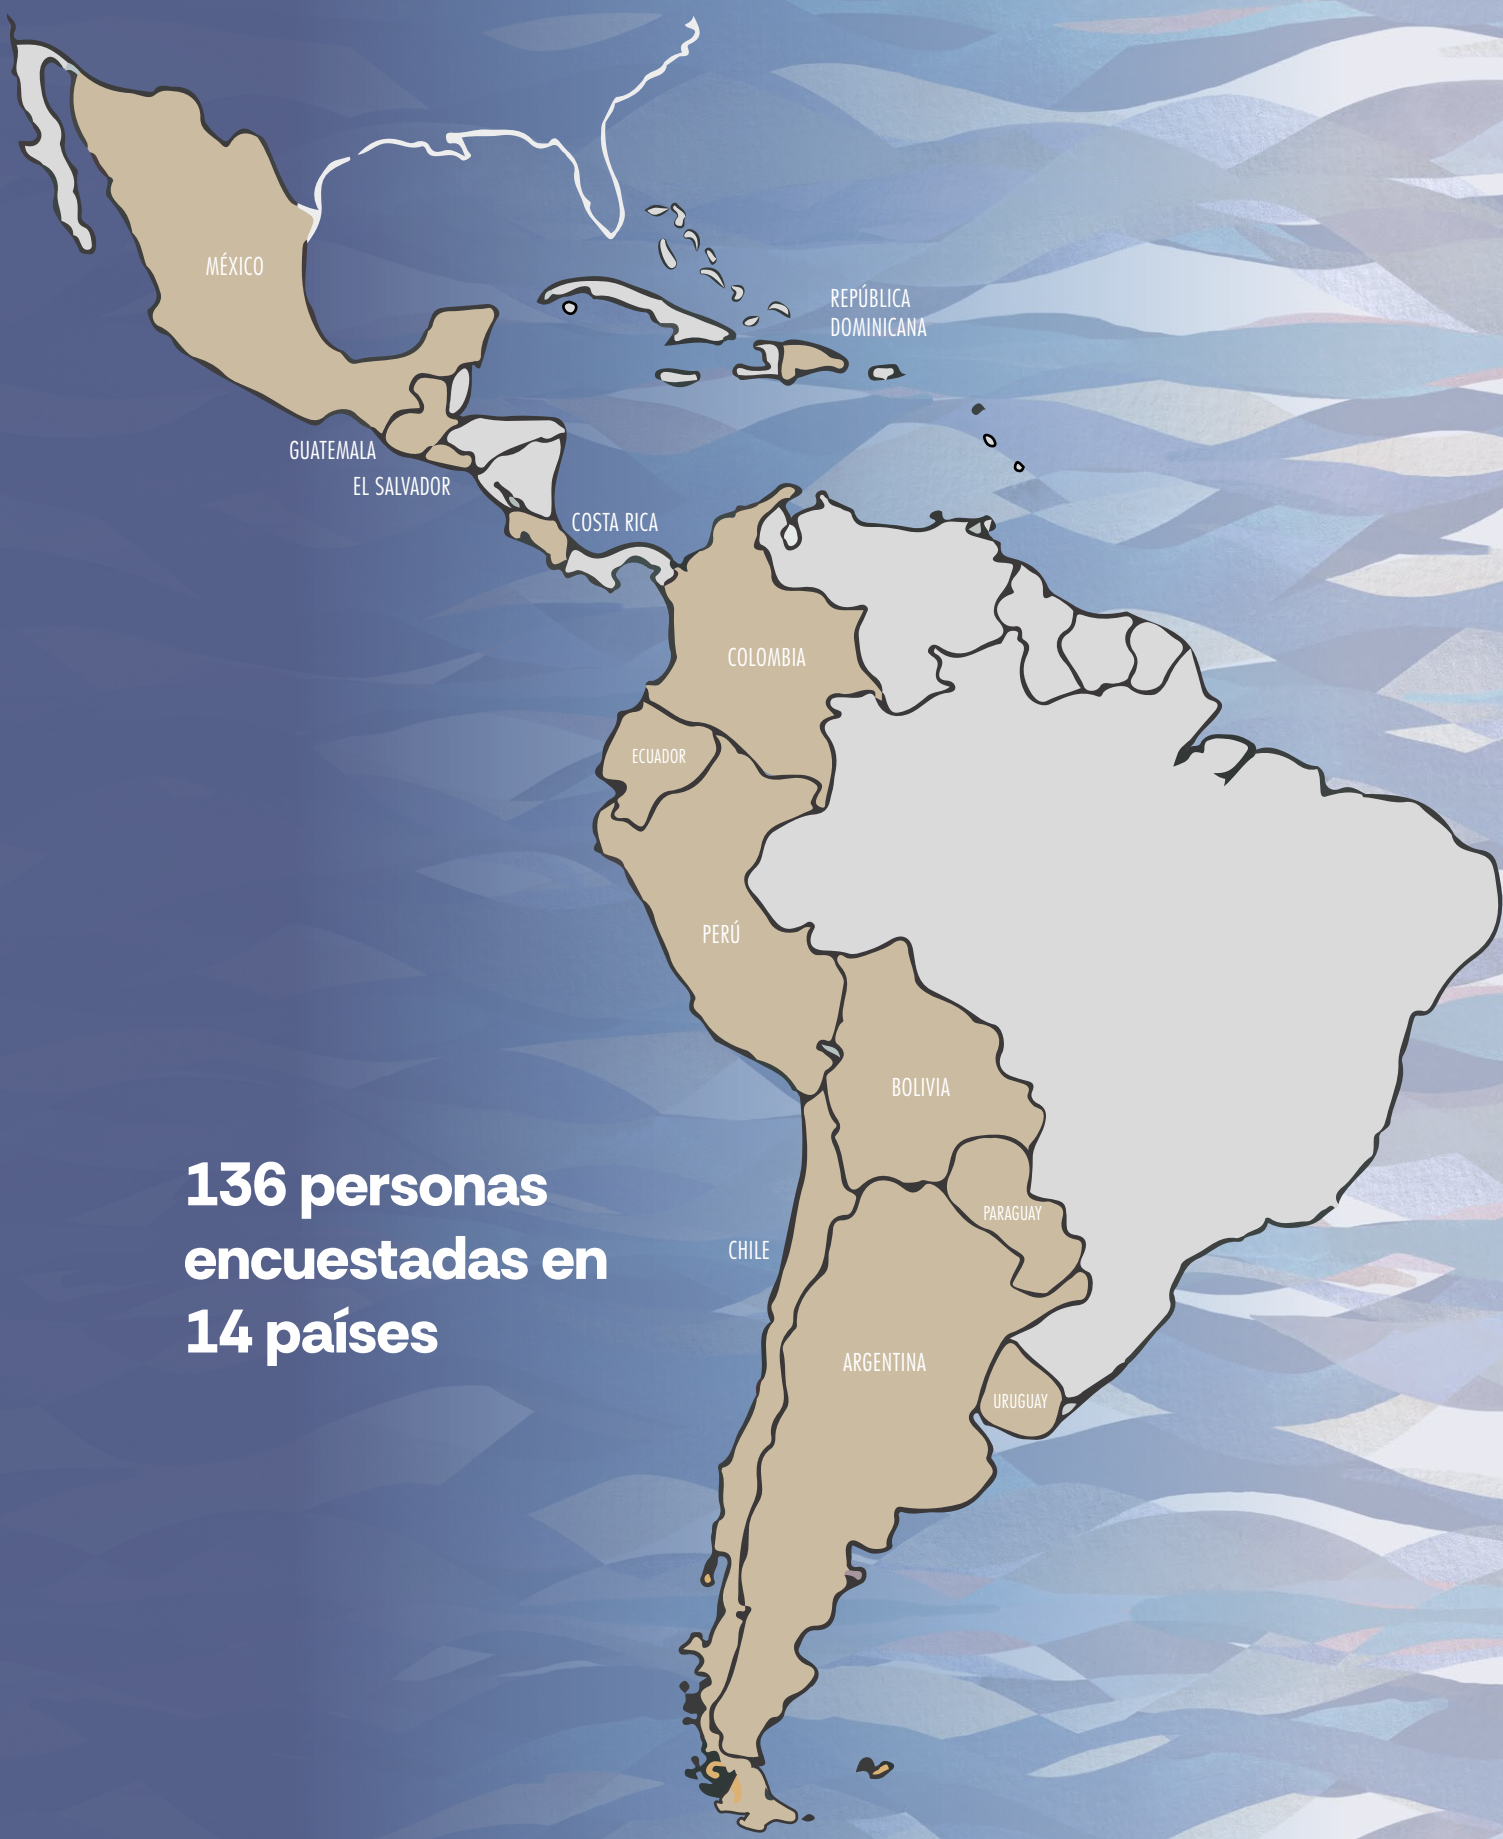 MÉXICO
REPÚBLICA
DOMINICANA
GUATEMALA
EL SALVADOR
COSTA RICA
COLOMBIA
ECUADOR
PERÚ
BOLIVIA
136 personas
encuestadas en
14 países
PARAGUAY
CHILE
ARGENTINA
URUGUAY